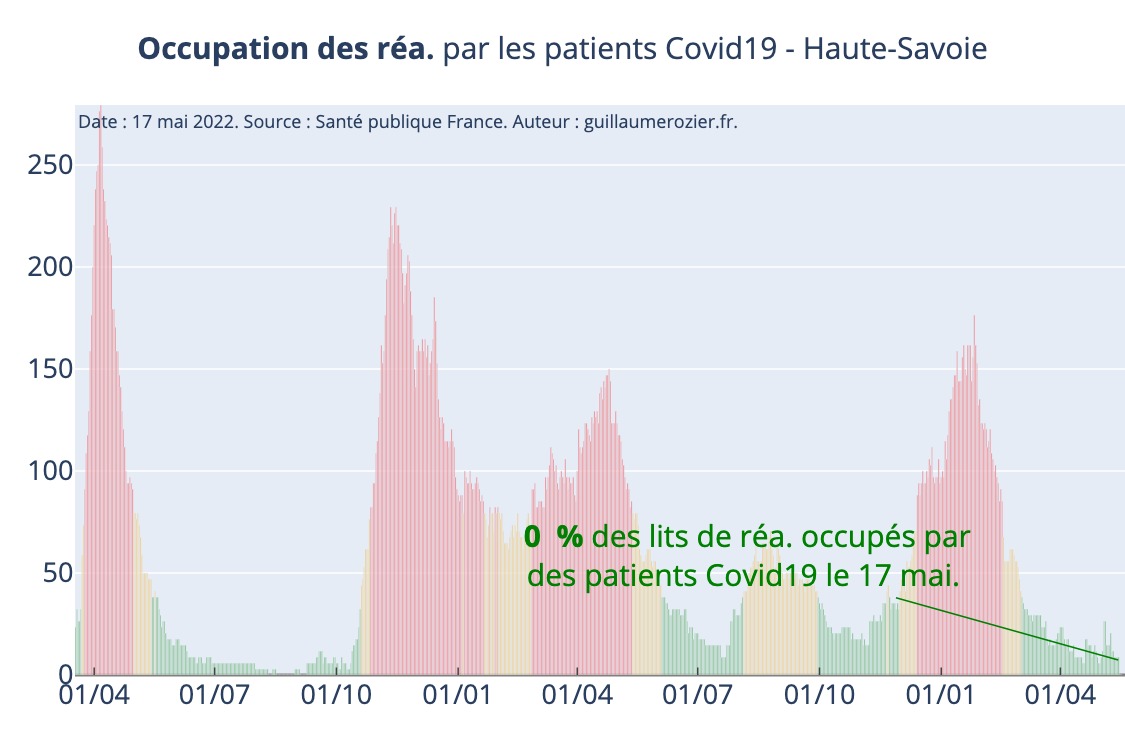 Occupation des réa. par les patients Covid19 - Haute-Savoie
Date : 17 mai 2022. Source : Santé publique France. Auteur : guillaumerozier.fr.
250
200
150
100
50
0
0 % des lits de réa. occupés par
des patients Covid19 le 17 mai.
01/04 01/07 01/10 01/01 01/04 01/07 01/10 01/01 01/04